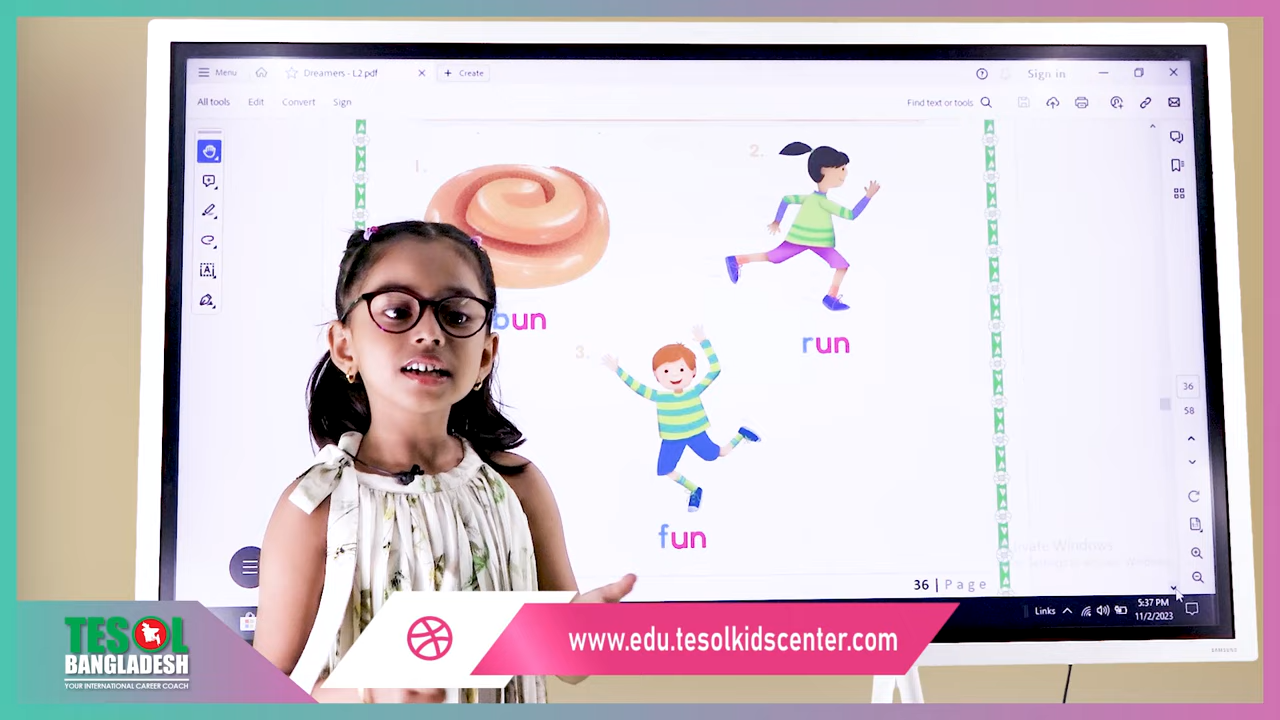 Menu
Dreamers - L2.pdf
Create
Sign in
All tools
Edit
Convert
Sign
Find text or tools
1.
2.
bun
run
3.
fun
36
58
36 | Page
Links
5:37 PM
11/2/2023
SAMSUNG
TESOL
BANGLADESH
YOUR INTERNATIONAL CAREER COACH
www.edu.tesolkidscenter.com